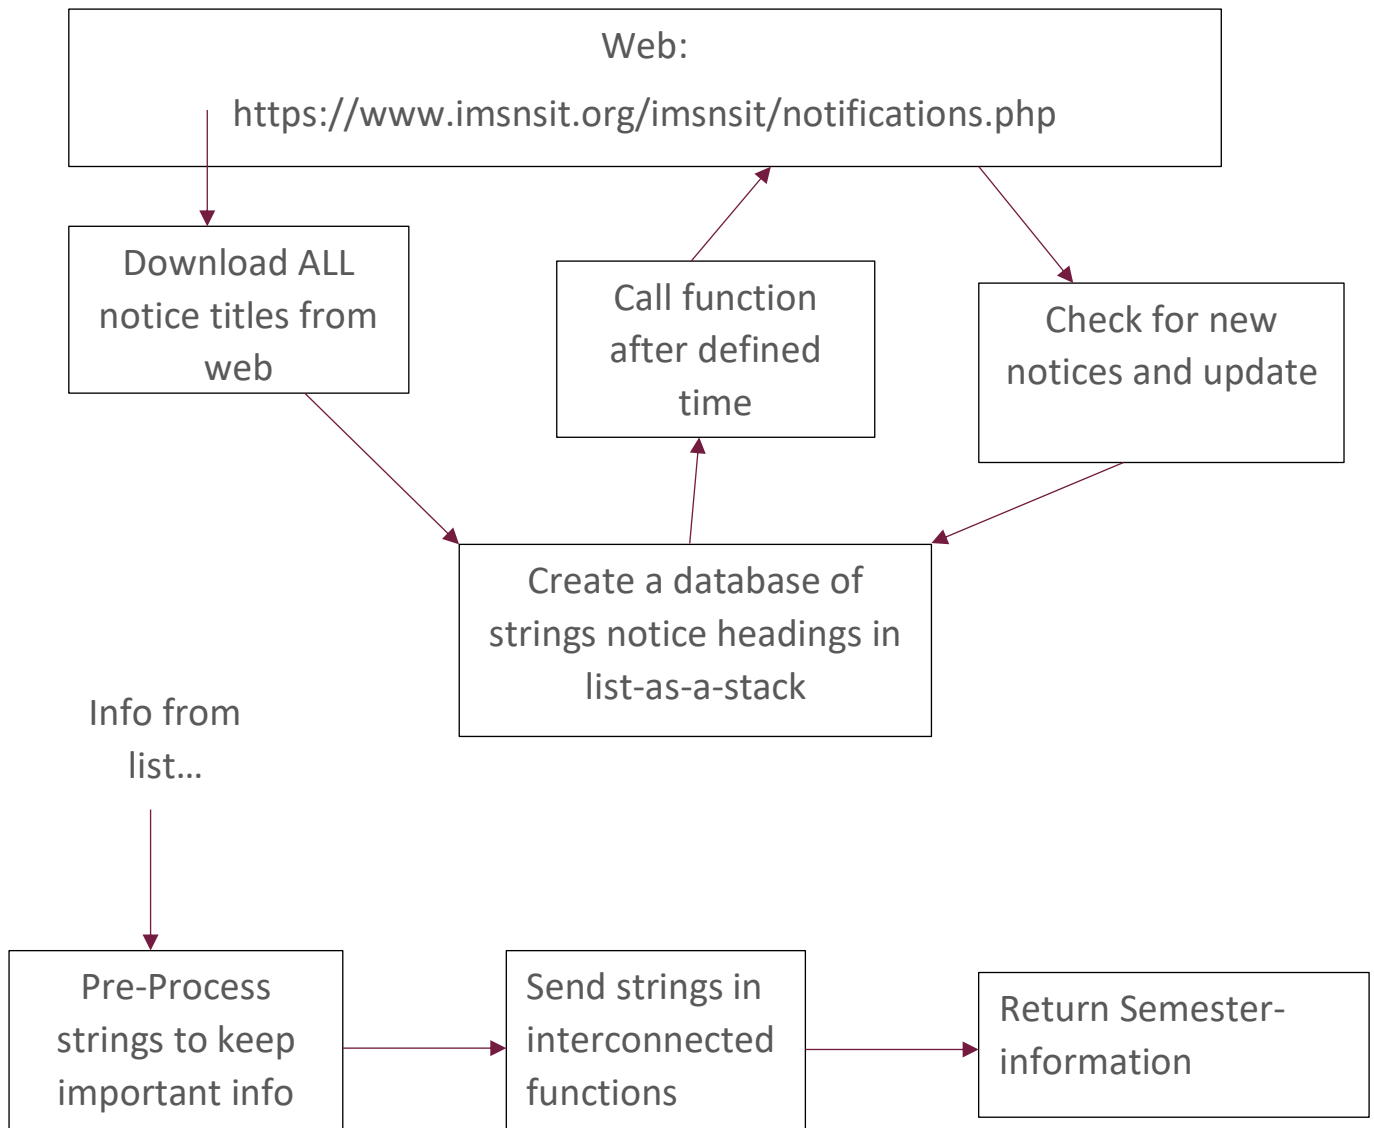 Web:
https://www.imsnsit.org/imsnsit/notifications.php
Download ALL
notice titles from
web
Call function
after defined
time
Check for new
notices and update
Create a database of
strings notice headings in
list-as-a-stack
Info from
list...
Pre-Process
strings to keep
important info
Send strings in
interconnected
functions
Return Semester-
information